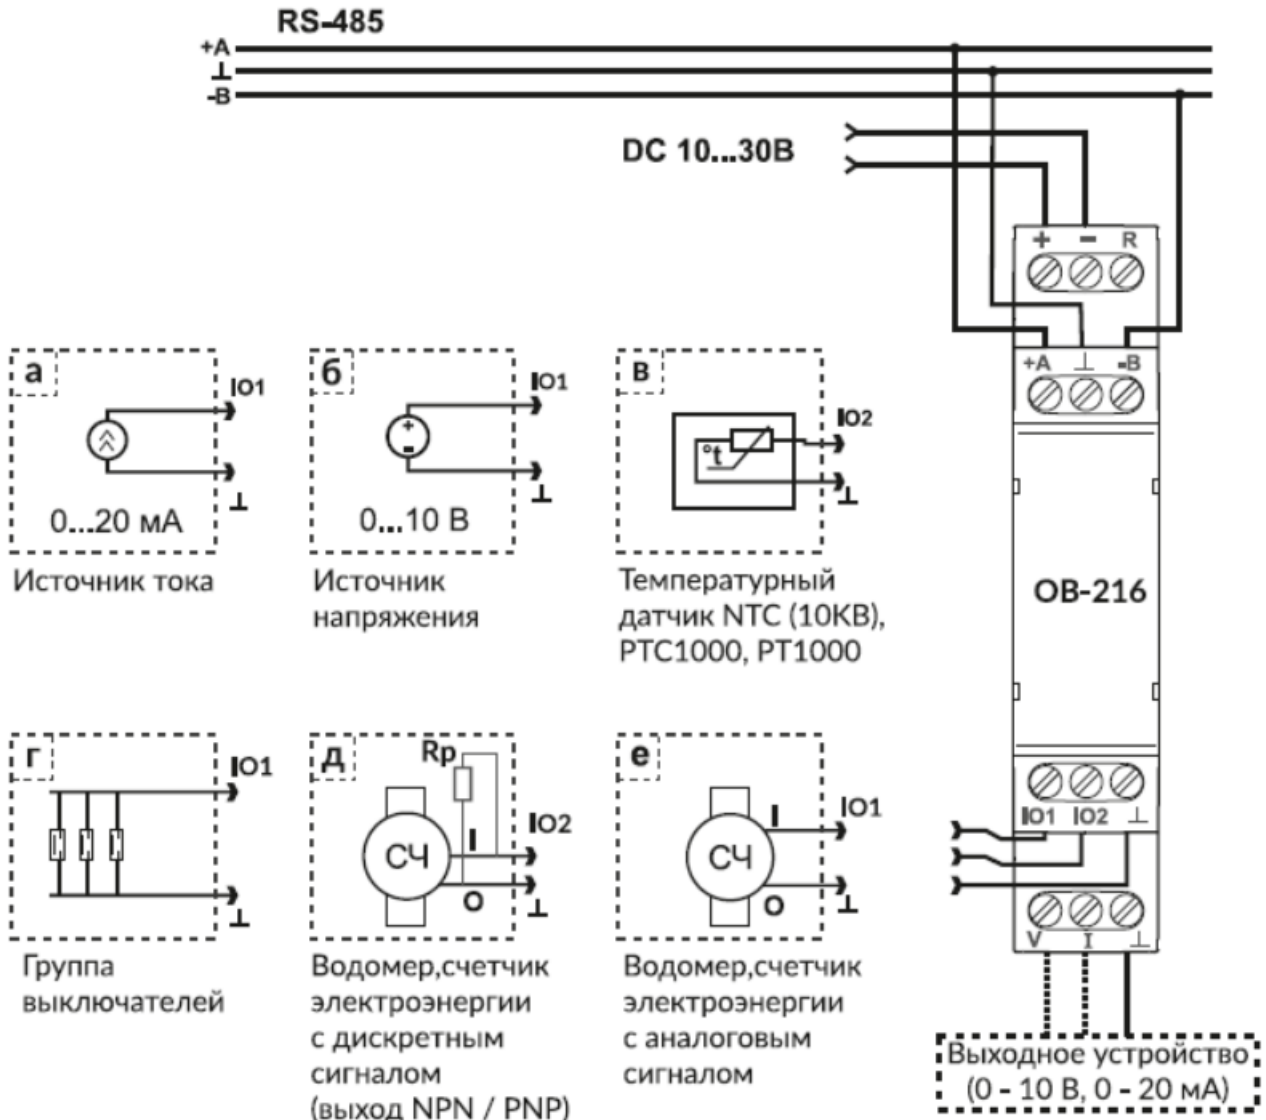 RS-485
+A
⊥
-B
DC 10...30В
+ - R
+A ⊥ -B
а
IO1
⊥
0...20 мА
Источник тока
б
IO1
+
-
⊥
0...10 В
Источник
напряжения
в
IO2
°t
⊥
Температурный
датчик NTC (10KB),
PTC1000, PT1000
ОВ-216
г
IO1
⊥
Группа
выключателей
д
Rp
СЧ
I
IO2
O
⊥
Водомер,счетчик
электроэнергии
с дискретным
сигналом
(выход NPN / PNP)
е
СЧ
I
IO1
O
⊥
Водомер,счетчик
электроэнергии
с аналоговым
сигналом
IO1 IO2 ⊥
V I ⊥
Выходное устройство
(0 - 10 В, 0 - 20 мА)